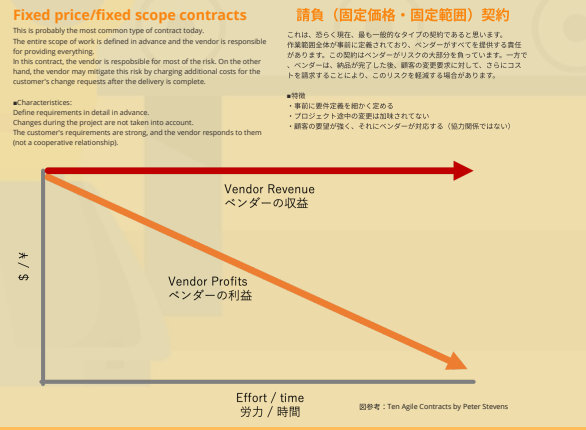 Fixed price/fixed scope contracts
This is probably the most common type of contract today.
The entire scope of work is defined in advance and the vendor is responsible
for providing everything.
In this contract, the vendor is respobsible for most of the risk. On the other
hand, the vendor may mitigate this risk by charging additional costs for the
customer's change requests after the delivery is complete.
■Characteristics:
Define requirements in detail in advance.
Changes during the project are not taken into account.
The customer's requirements are strong, and the vendor responds to them
(not a cooperative relationship).
請負（固定価格・固定範囲）契約
これは、恐らく現在、最も一般的なタイプの契約であると思います。
作業範囲全体が事前に定義されており、ベンダーがすべてを提供する責任
があります。この契約はベンダーがリスクの大部分を負っています。一方で
、ベンダーは、納品が完了した後、顧客の変更要求に対して、さらにコス
トを請求することにより、このリスクを軽減する場合があります。
■特徴
・事前に要件定義を細かく定める
・プロジェクト途中の変更は加味されてない
・顧客の要望が強く、それにベンダーが対応する（協力関係ではない）
Vendor Revenue
ベンダーの収益
Vendor Profits
ベンダーの利益
$ / ¥
Effort / time
労力 / 時間
図参考：Ten Agile Contracts by Peter Stevens